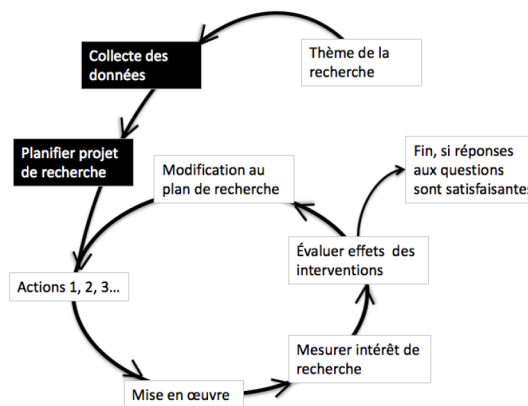 Thème de la
recherche
Collecte des
données
Planifier projet
de recherche
Modification au
plan de recherche
Fin, si réponses
aux questions
sont satisfaisantes
Évaluer effets des
interventions
Actions 1, 2, 3...
Mesurer intérêt de
recherche
Mise en œuvre